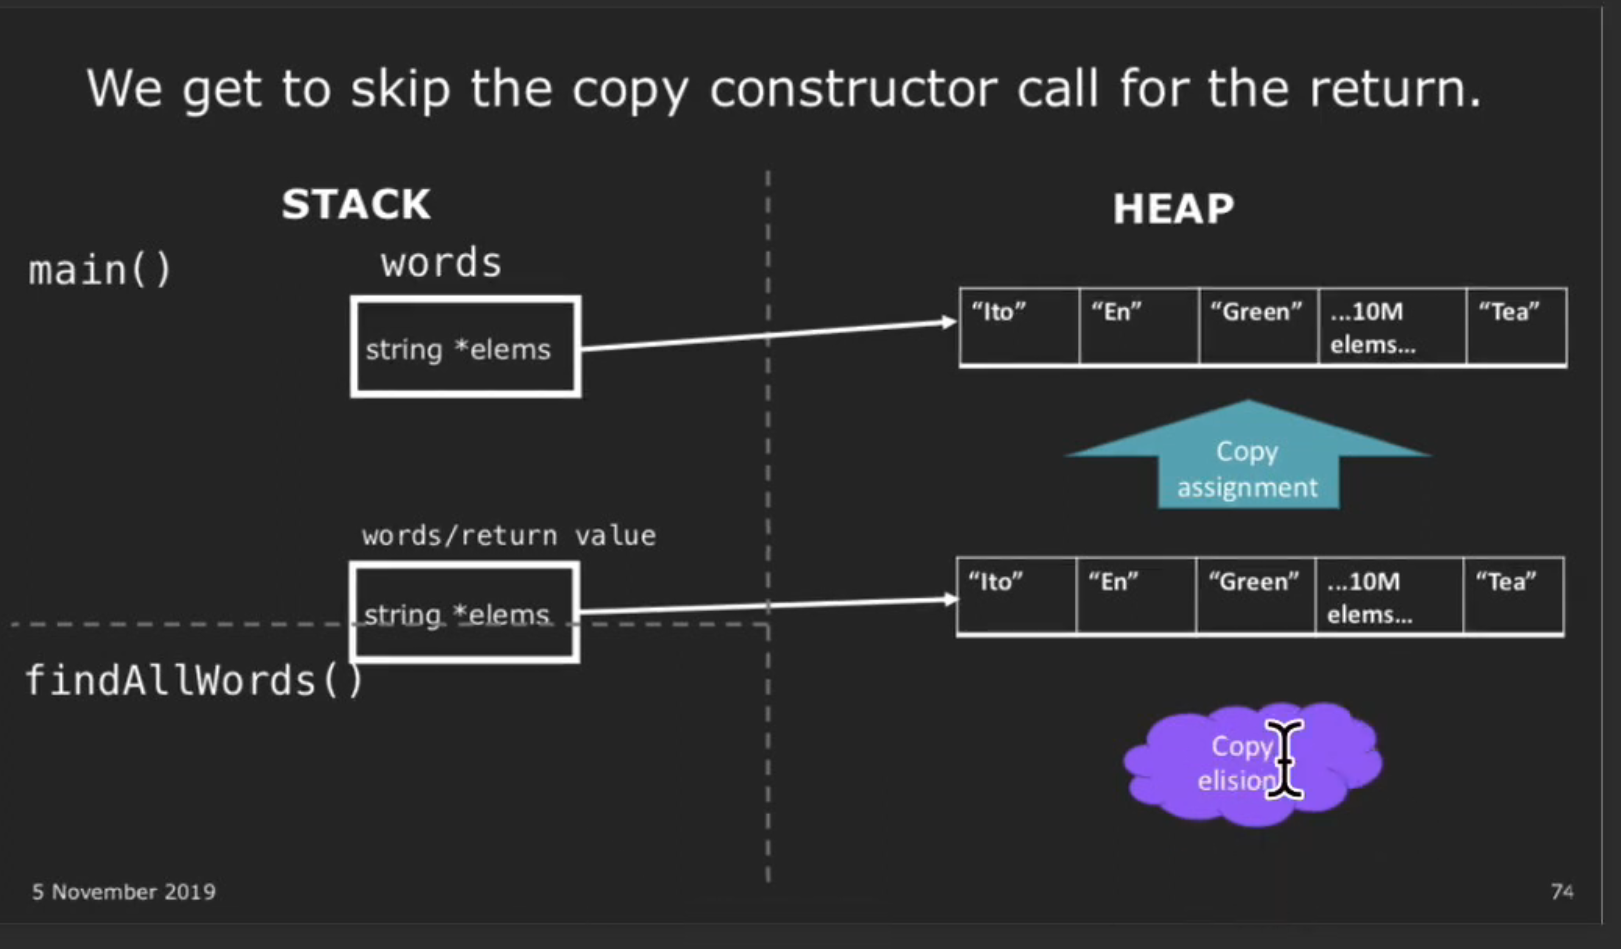 We get to skip the copy constructor call for the return.
STACK
HEAP
main()
words
string *elems
“Ito”
“En”
“Green”
...10M
elems...
“Tea”
Copy
assignment
words/return value
string *elems
“Ito”
“En”
“Green”
...10M
elems...
“Tea”
findAllWords()
Copy
elision
5 November 2019
74